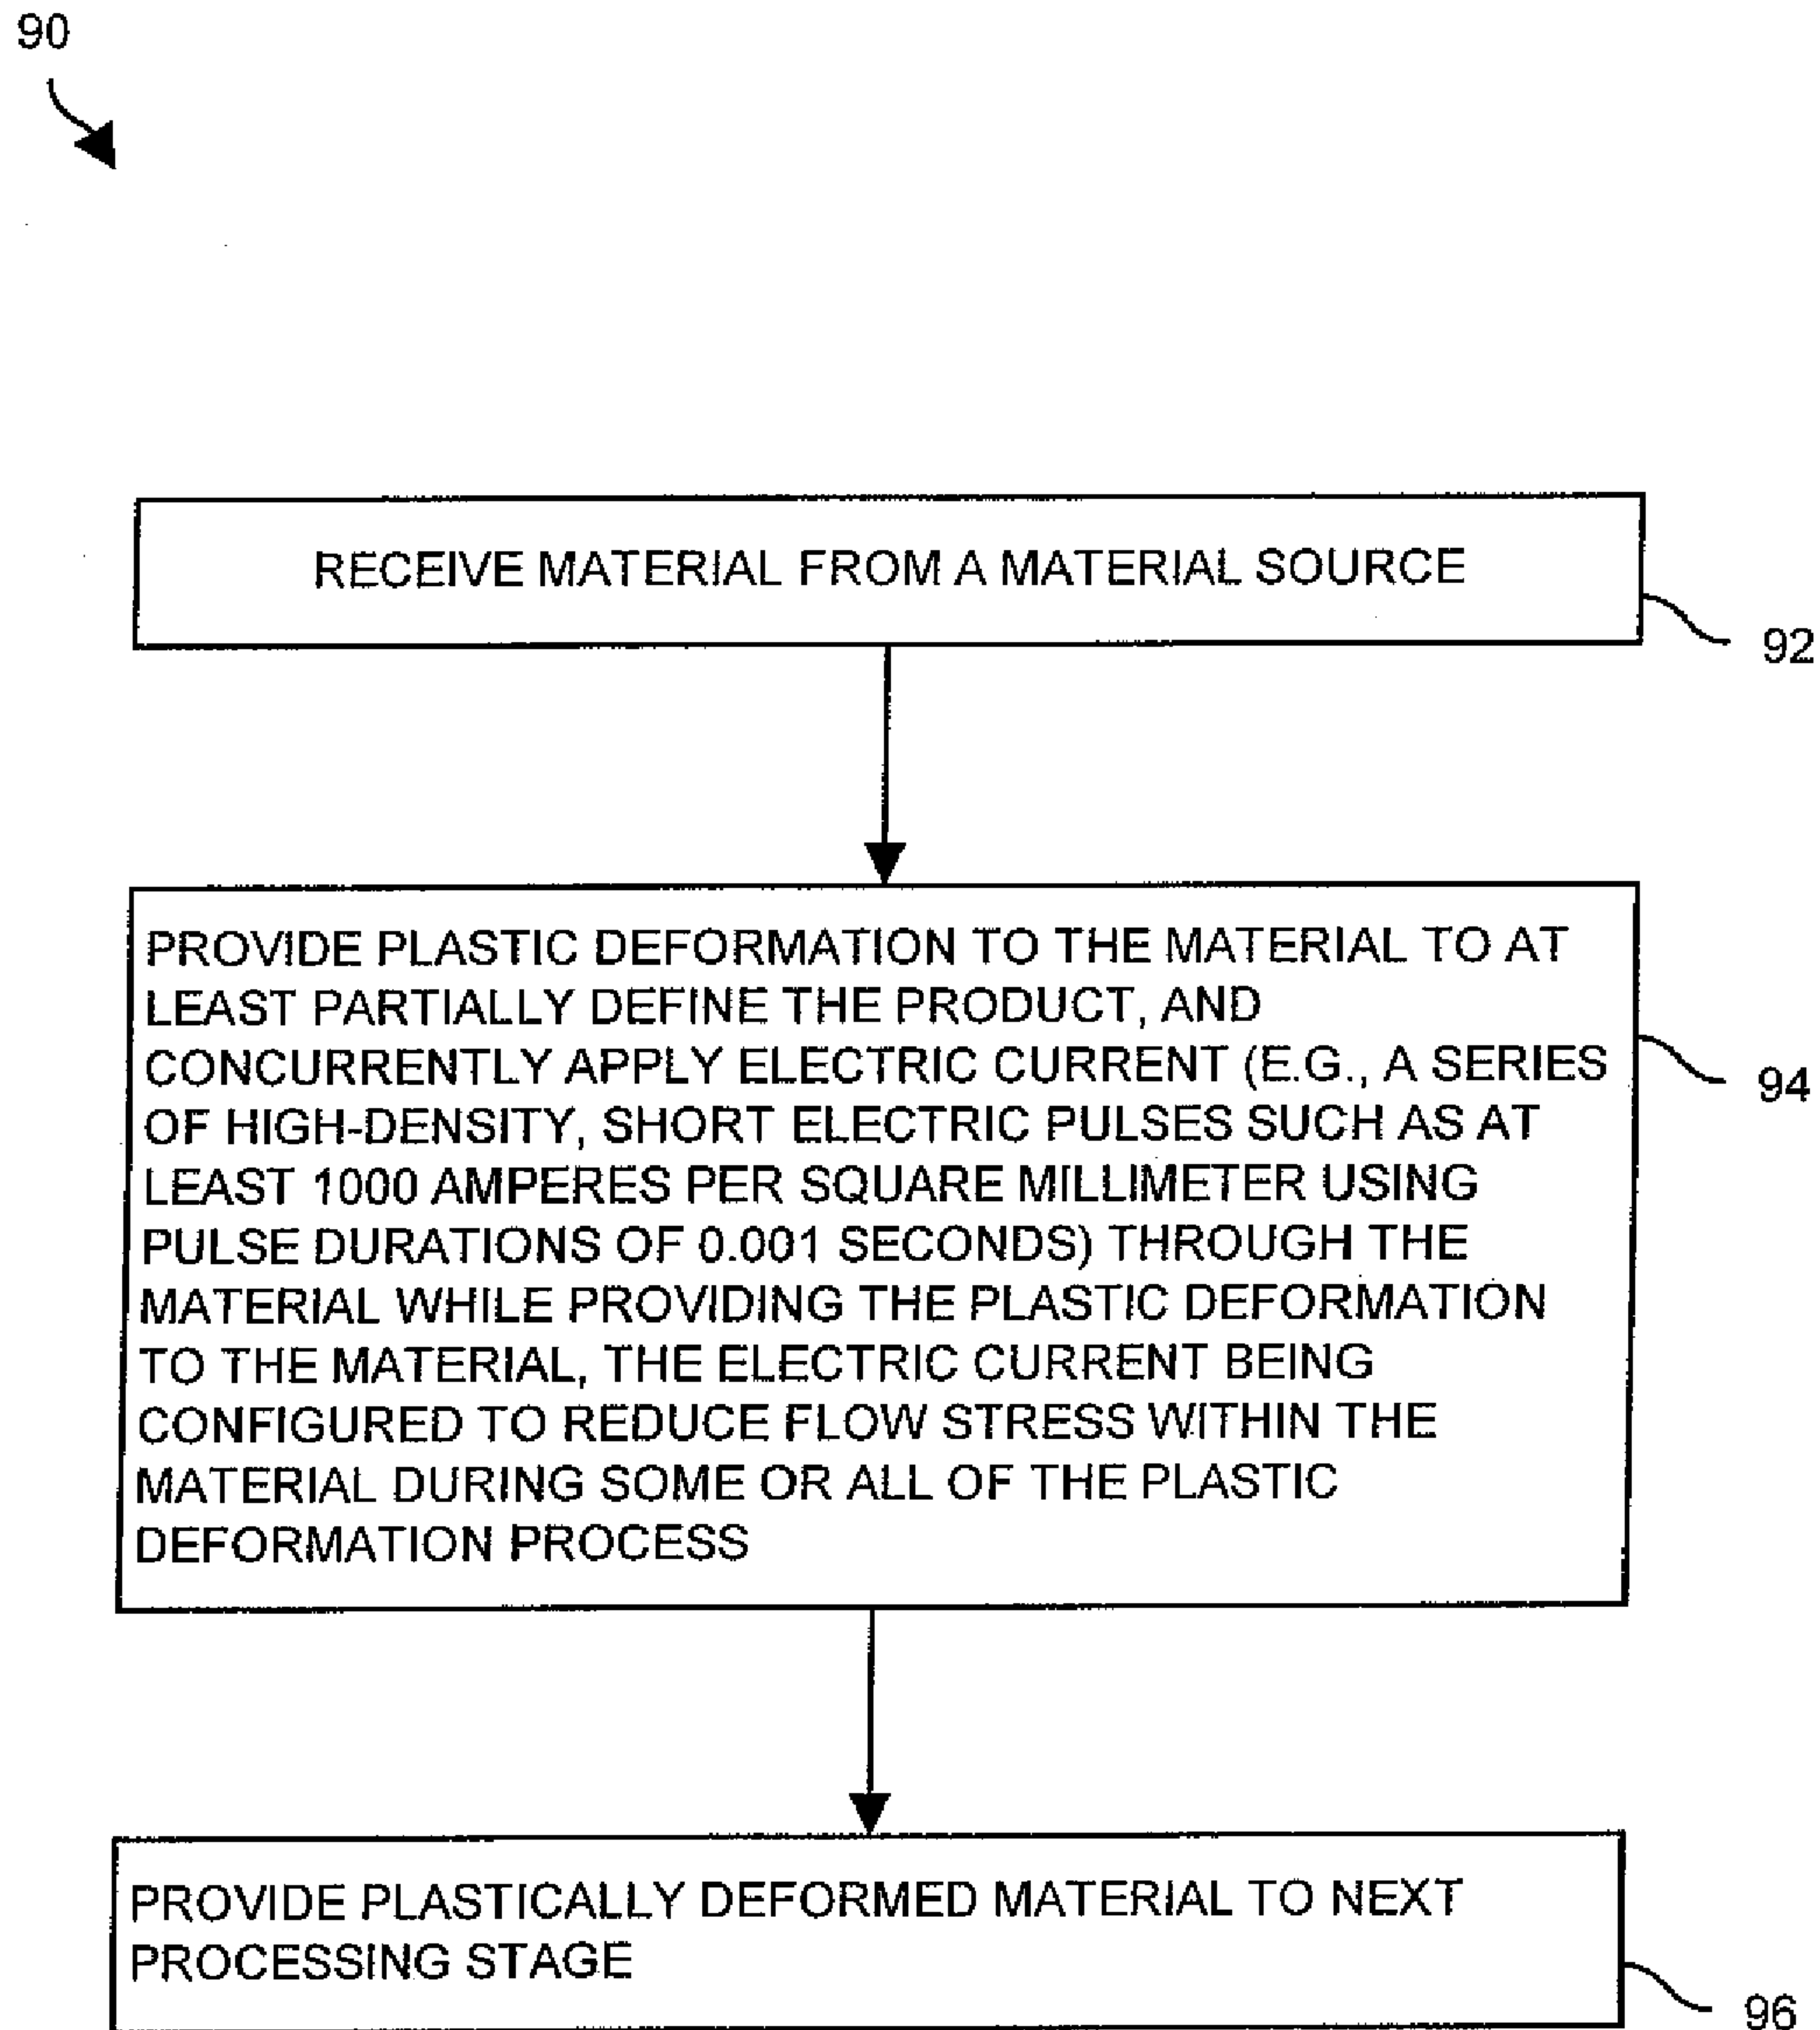 90
RECEIVE MATERIAL FROM A MATERIAL SOURCE
92
PROVIDE PLASTIC DEFORMATION TO THE MATERIAL TO AT
LEAST PARTIALLY DEFINE THE PRODUCT, AND
CONCURRENTLY APPLY ELECTRIC CURRENT (E.G., A SERIES
OF HIGH-DENSITY, SHORT ELECTRIC PULSES SUCH AS AT
LEAST 1000 AMPERES PER SQUARE MILLIMETER USING
PULSE DURATIONS OF 0.001 SECONDS) THROUGH THE
MATERIAL WHILE PROVIDING THE PLASTIC DEFORMATION
TO THE MATERIAL, THE ELECTRIC CURRENT BEING
CONFIGURED TO REDUCE FLOW STRESS WITHIN THE
MATERIAL DURING SOME OR ALL OF THE PLASTIC
DEFORMATION PROCESS
94
PROVIDE PLASTICALLY DEFORMED MATERIAL TO NEXT
PROCESSING STAGE
96